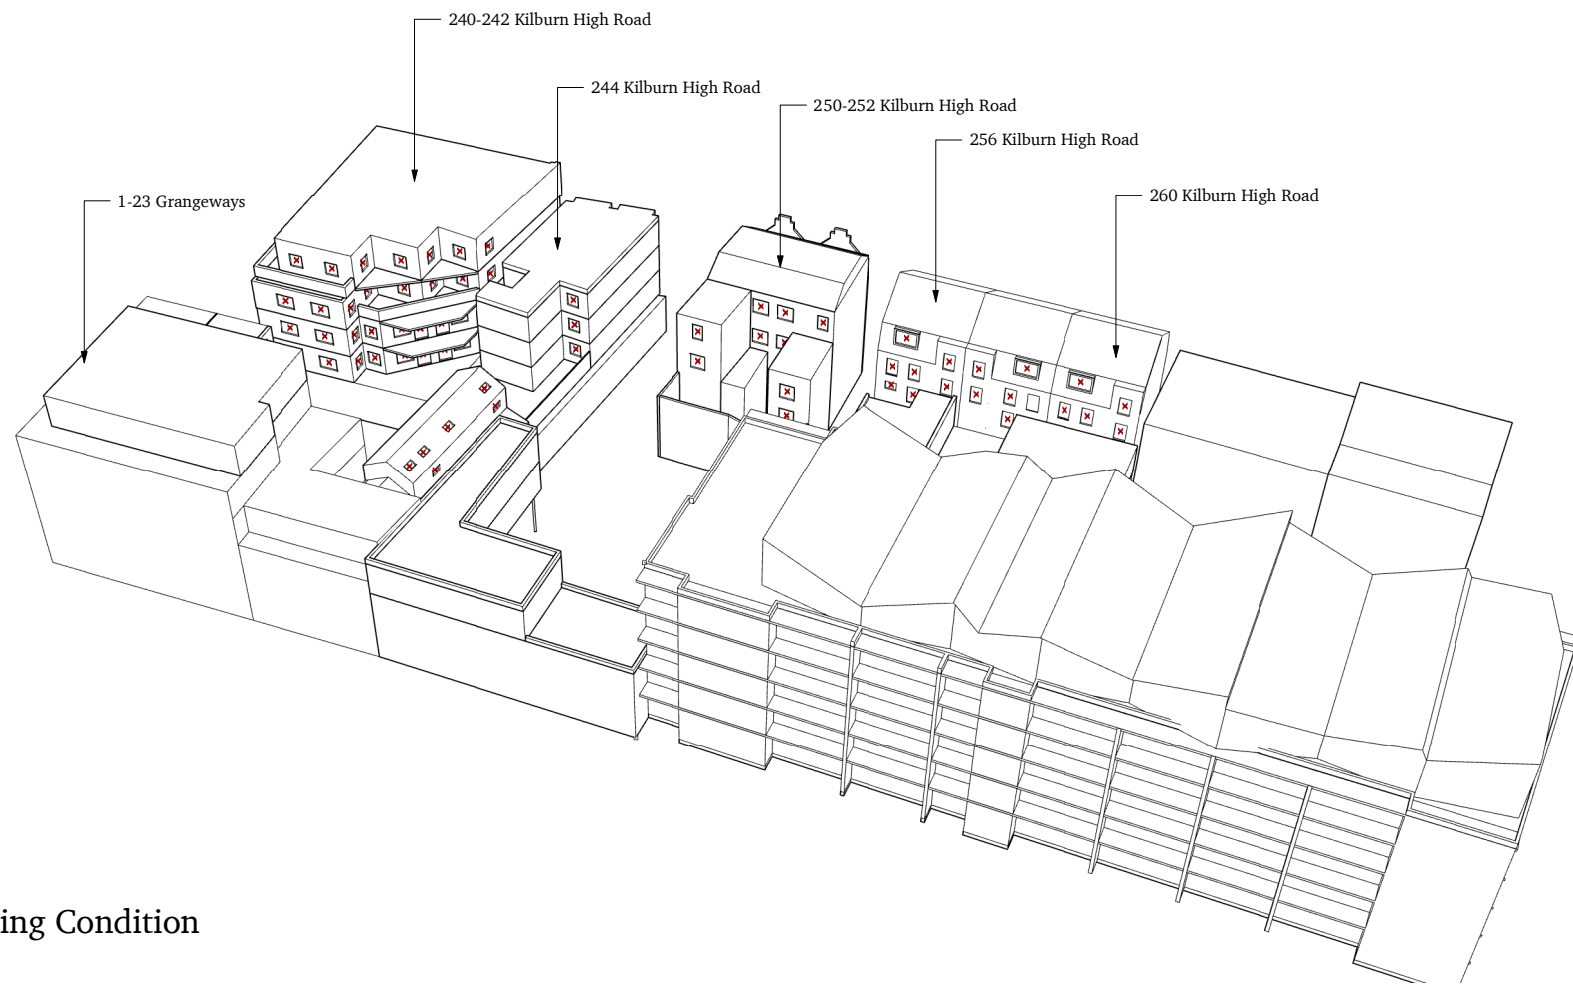 240-242 Kilburn High Road
244 Kilburn High Road
250-252 Kilburn High Road
256 Kilburn High Road
260 Kilburn High Road
1-23 Grangeways
ing Condition